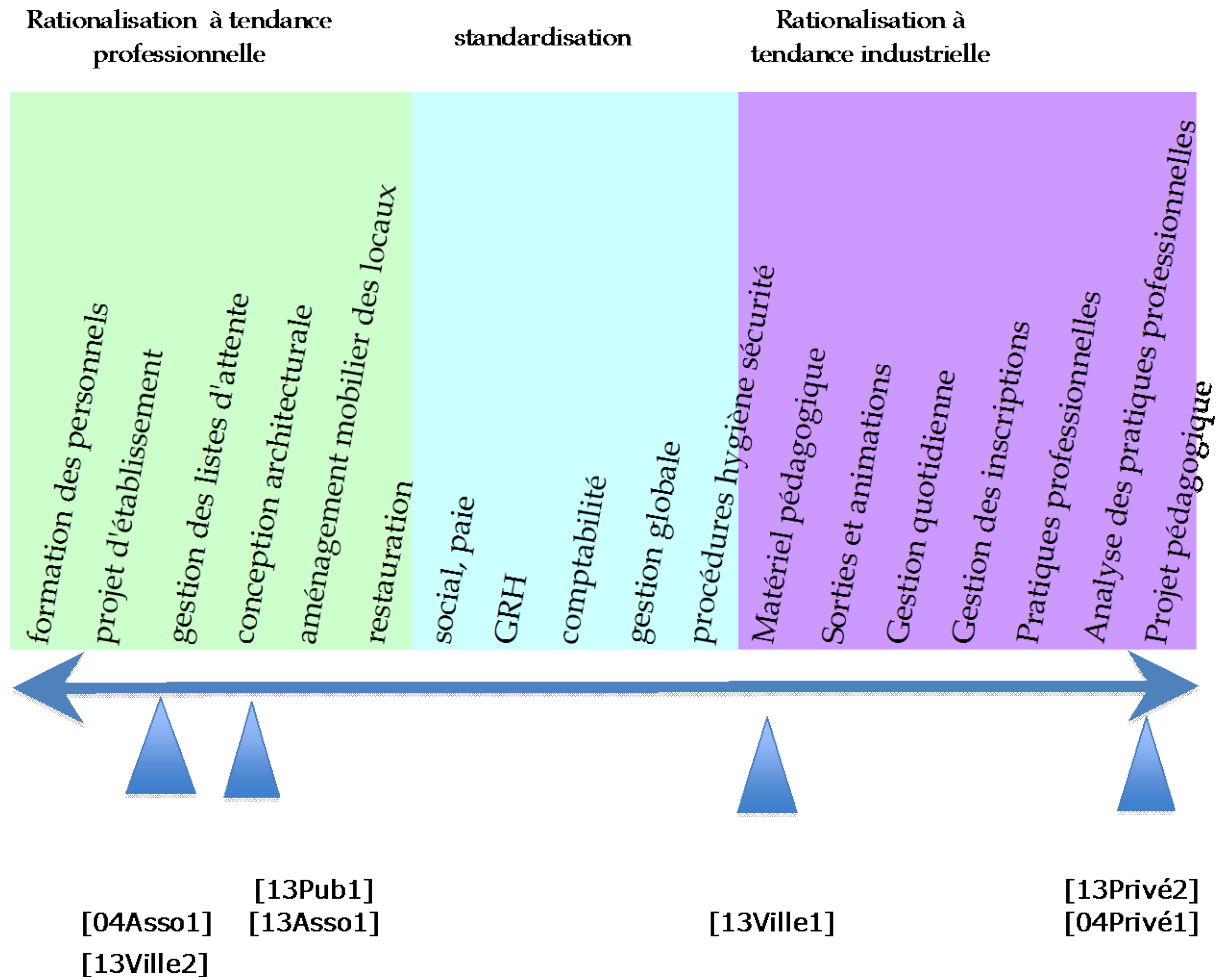 Rationalisation à tendance
professionnelle
standardisation
Rationalisation à
tendance industrielle
formation des personnels
projet d'établissement
gestion des listes d'attente
conception architecturale
aménagement mobilier des locaux
restauration
social, paie
GRH
comptabilité
gestion globale
procédures hygiène sécurité
Matériel pédagogique
Sorties et animations
Gestion quotidienne
Gestion des inscriptions
Pratiques professionnelles
Analyse des pratiques professionnelles
Projet pédagogique
[04Asso1]
[13Ville2]
[13Pub1]
[13Asso1]
[13Ville1]
[13Privé2]
[04Privé1]